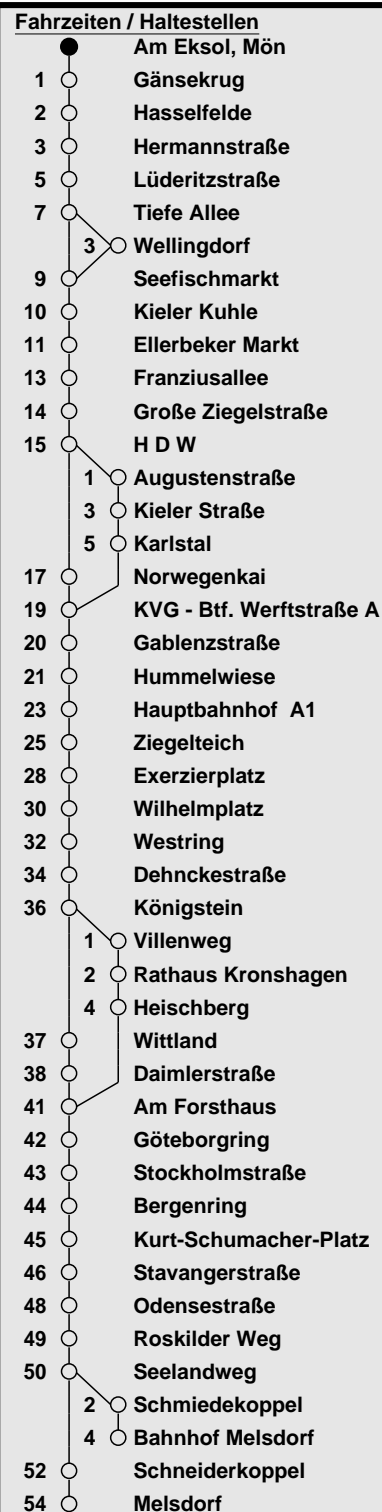 Fahrzeiten / Haltestellen
Am Eksol, Mön
1 Gänsekrug
2 Hasselfelde
3 Hermannstraße
5 Lüderitzstraße
7 Tiefe Allee
3 Wellingdorf
9 Seefischmarkt
10 Kieler Kuhle
11 Ellerbeker Markt
13 Franziusallee
14 Große Ziegelstraße
15 H D W
1 Augustenstraße
3 Kieler Straße
5 Karlstal
17 Norwegenkai
19 KVG - Btf. Werftstraße A
20 Gablenzstraße
21 Hummelwiese
23 Hauptbahnhof A1
25 Ziegelteich
28 Exerzierplatz
30 Wilhelmplatz
32 Westring
34 Dehnckestraße
36 Königstein
1 Villenweg
2 Rathaus Kronshagen
4 Heischberg
37 Wittland
38 Daimlerstraße
41 Am Forsthaus
42 Göteborgring
43 Stockholmstraße
44 Bergenring
45 Kurt-Schumacher-Platz
46 Stavangerstraße
48 Odensestraße
49 Roskilder Weg
50 Seelandweg
2 Schmiedekoppel
4 Bahnhof Melsdorf
52 Schneiderkoppel
54 Melsdorf